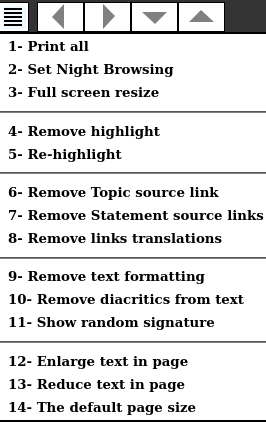 1- Print all
2- Set Night Browsing
3- Full screen resize
4- Remove highlight
5- Re-highlight
6- Remove Topic source link
7- Remove Statement source links
8- Remove links translations
9- Remove text formatting
10- Remove diacritics from text
11- Show random signature
12- Enlarge text in page
13- Reduce text in page
14- The default page size